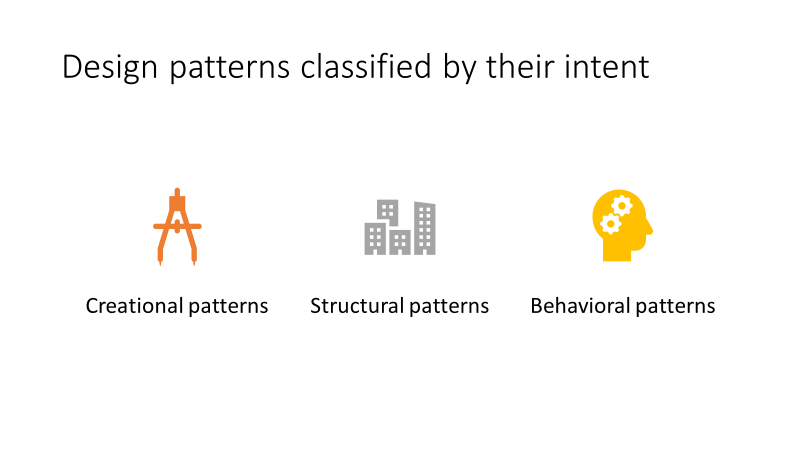 Design patterns classified by their intent
Creational patterns
Structural patterns
Behavioral patterns